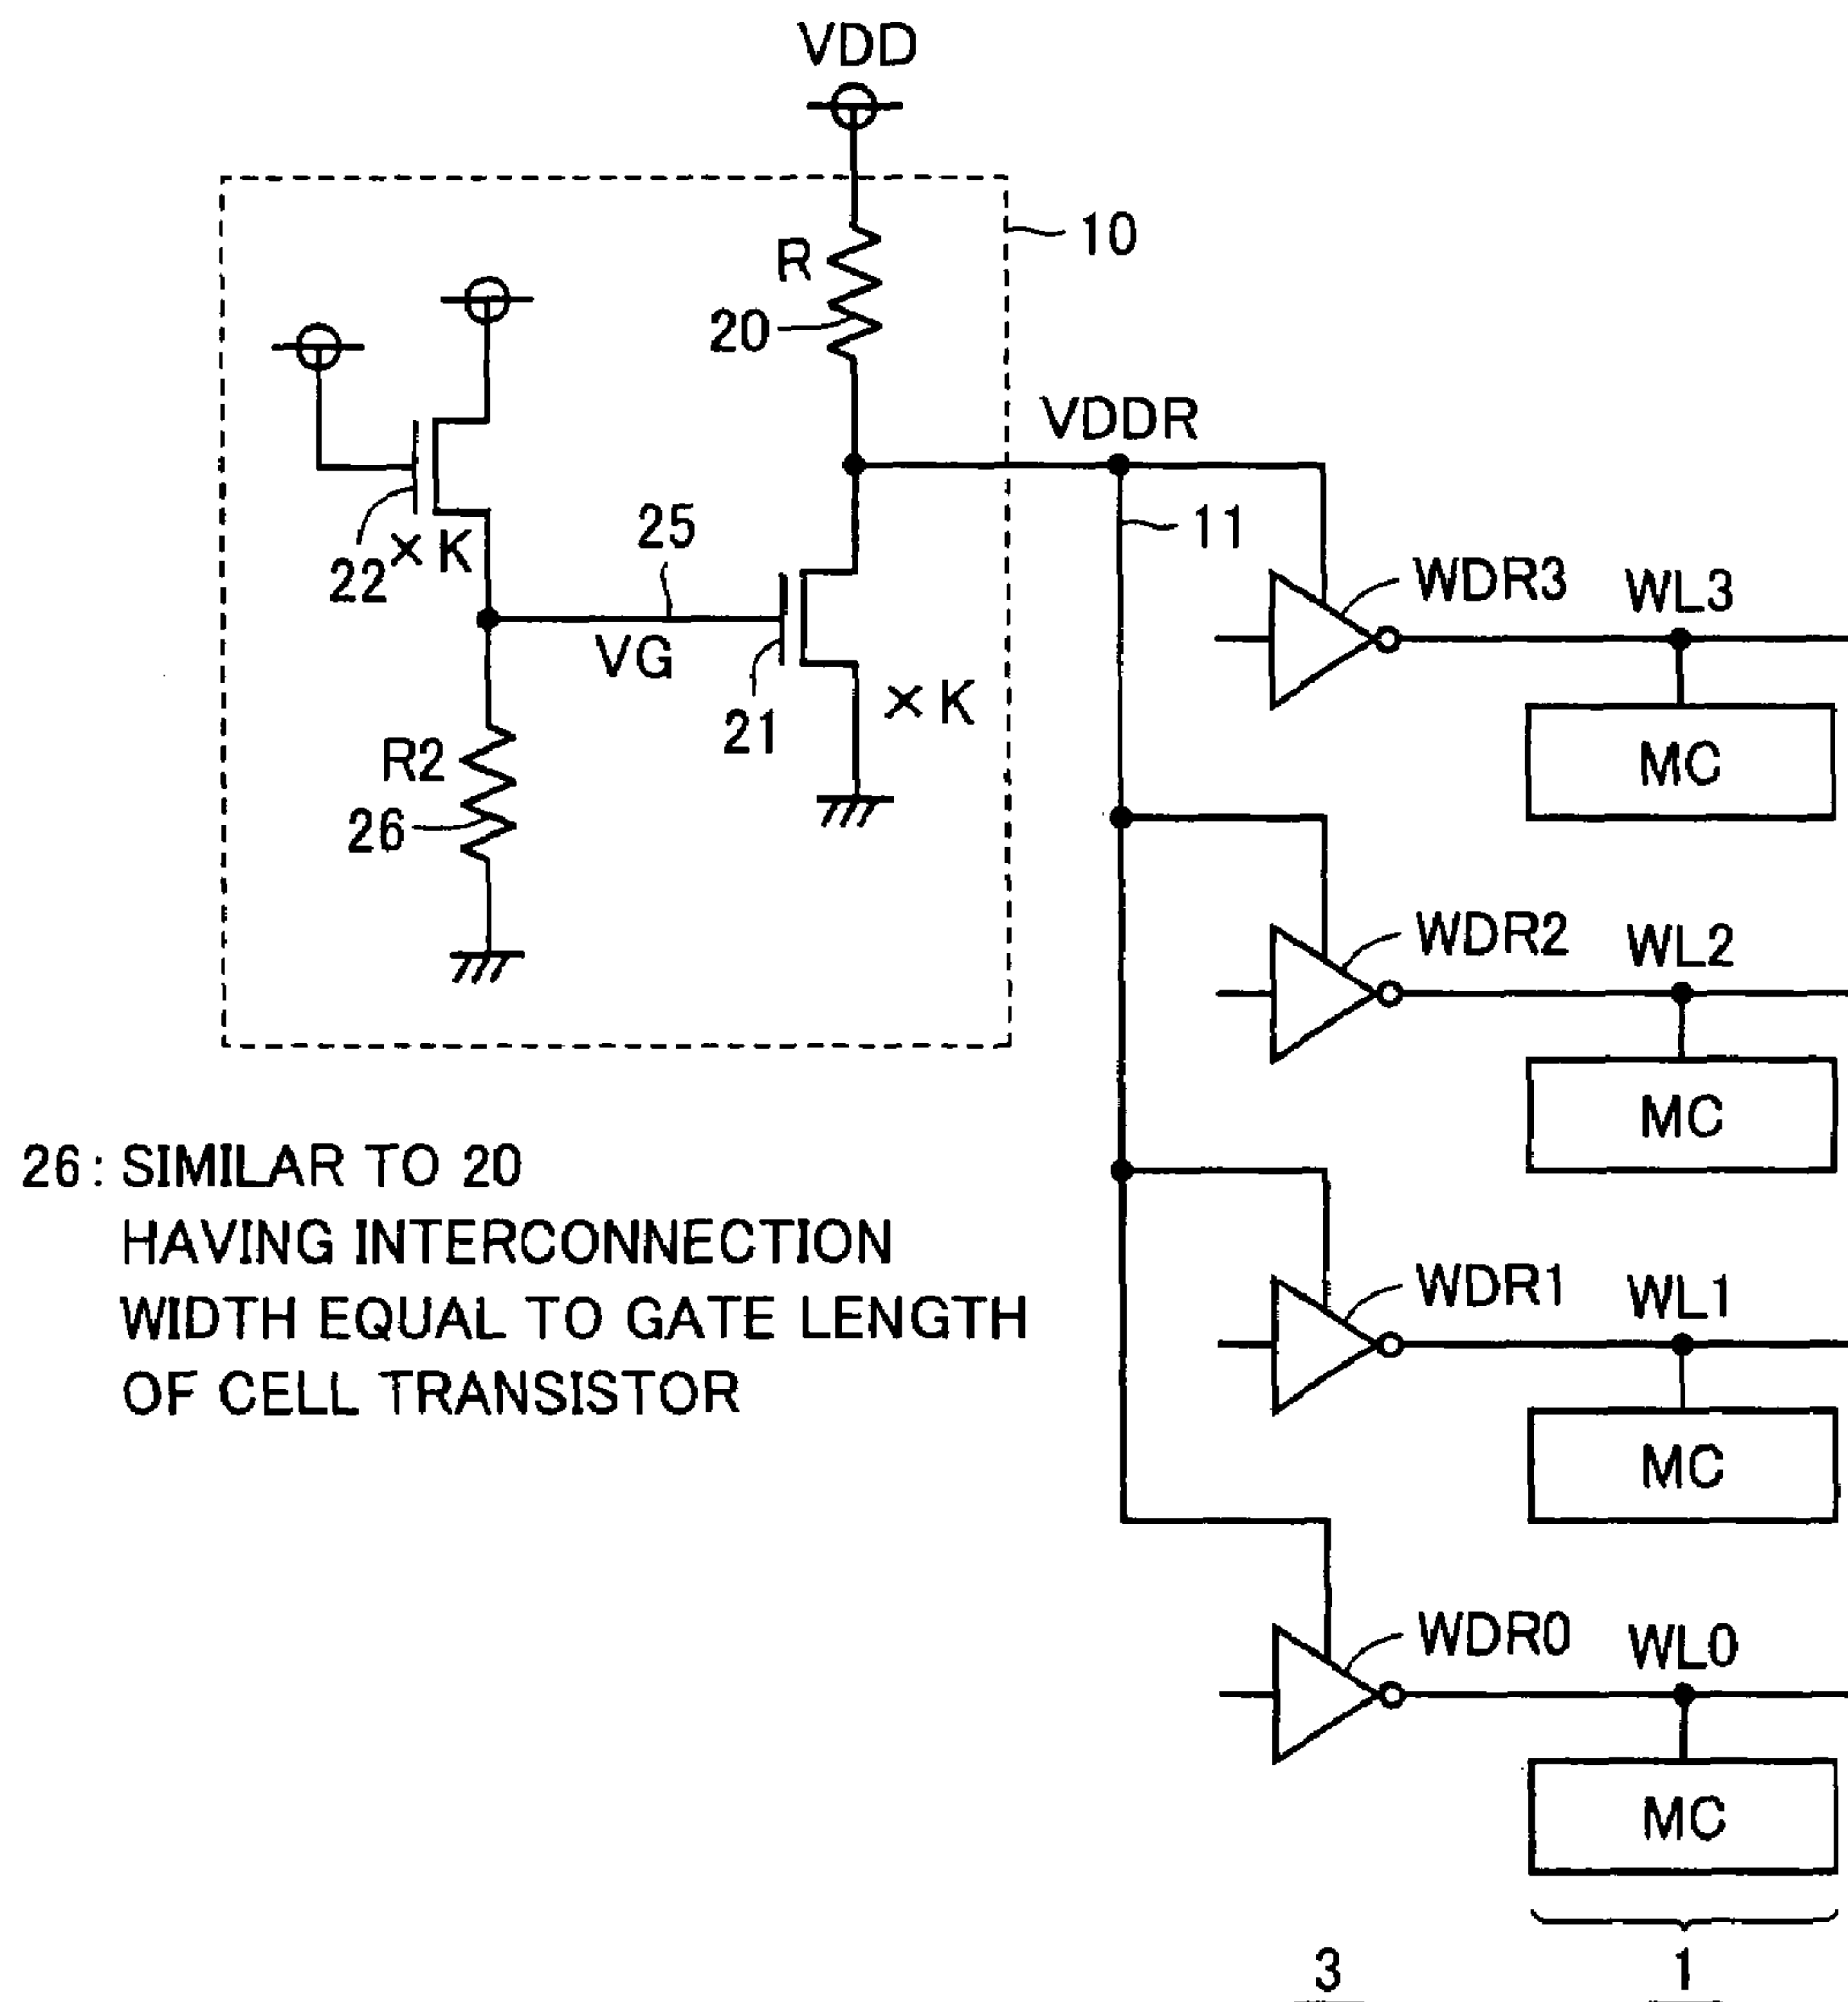 VDD
10
R
20
VDDR
11
22
× K
25
VG
21
× K
R2
26
WDR3
WL3
MC
WDR2
WL2
MC
26 : SIMILAR TO 20
HAVING INTERCONNECTION
WIDTH EQUAL TO GATE LENGTH
OF CELL TRANSISTOR
WDR1
WL1
MC
WDR0
WL0
MC
3
1